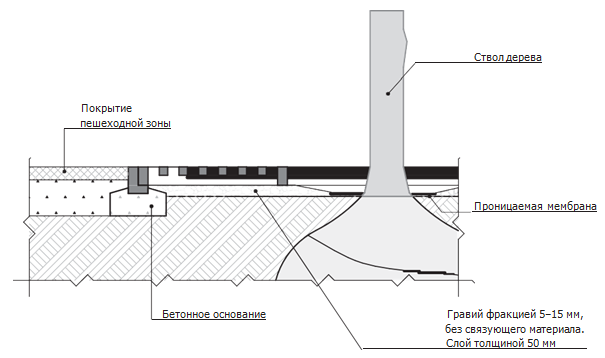 Ствол дерева
Покрытие
пешеходной зоны
Проницаемая мембрана
Бетонное основание
Гравий фракцией 5–15 мм,
без связующего материала.
Слой толщиной 50 мм